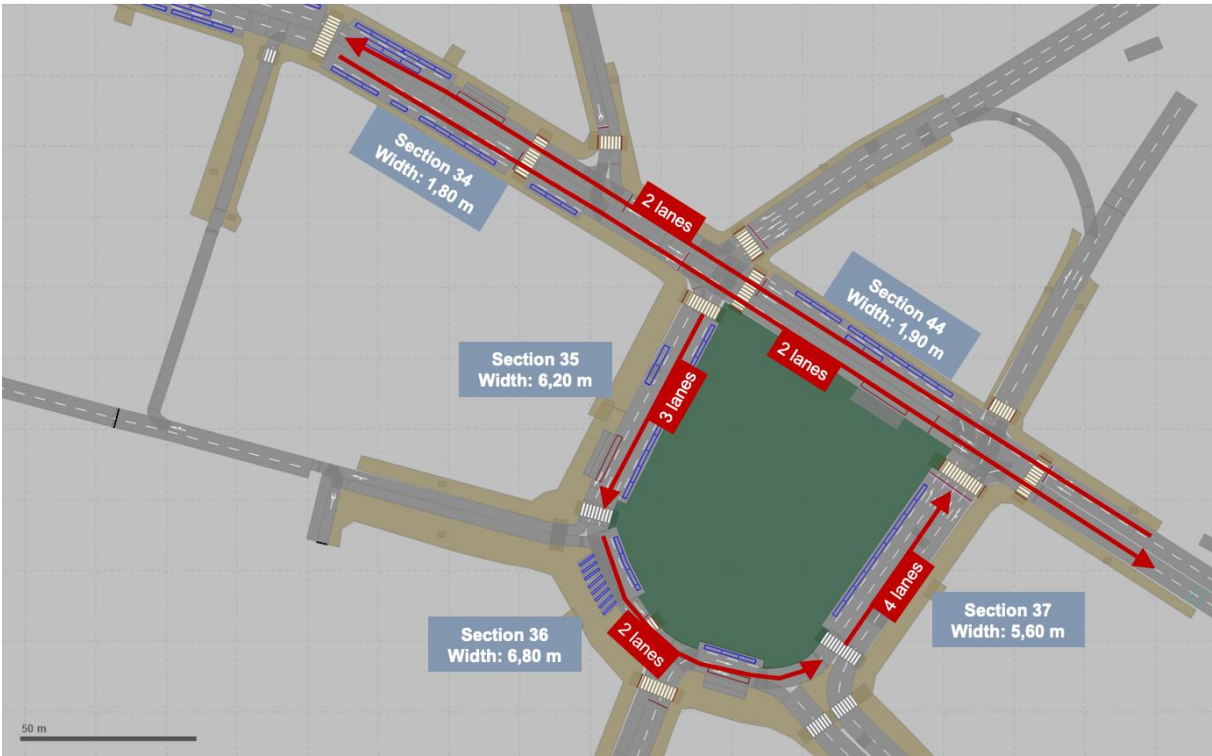 Section 34
Width: 1,80 m
2 lanes
Section 44
Width: 1,90 m
2 lanes
Section 35
Width: 6,20 m
3 lanes
4 lanes
Section 37
Width: 5,60 m
Section 36
Width: 6,80 m
2 lanes
50 m